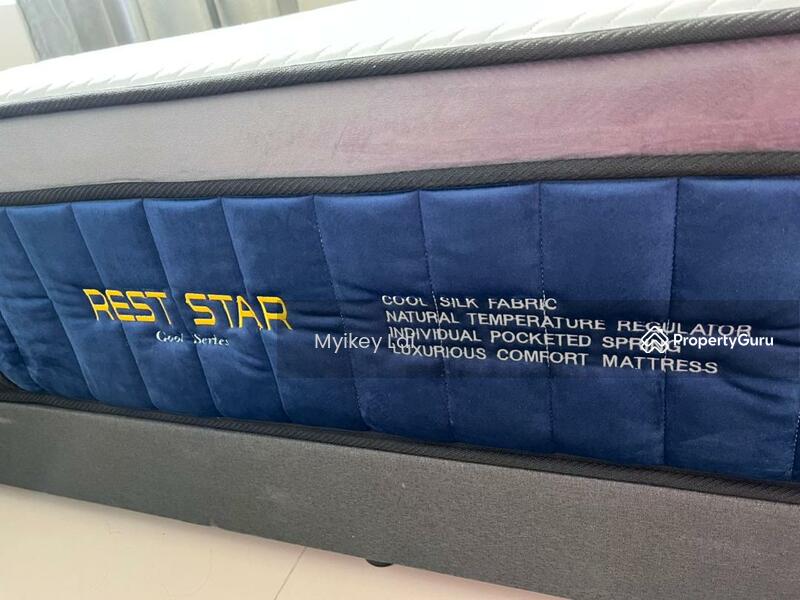 REST STAR
Cool Series
COOL SILK FABRIC
NATURAL TEMPERATURE REGULATOR
INDIVIDUAL POCKETED SPRING
LUXURIOUS COMFORT MATTRESS
Myikey Lai
PropertyGuru